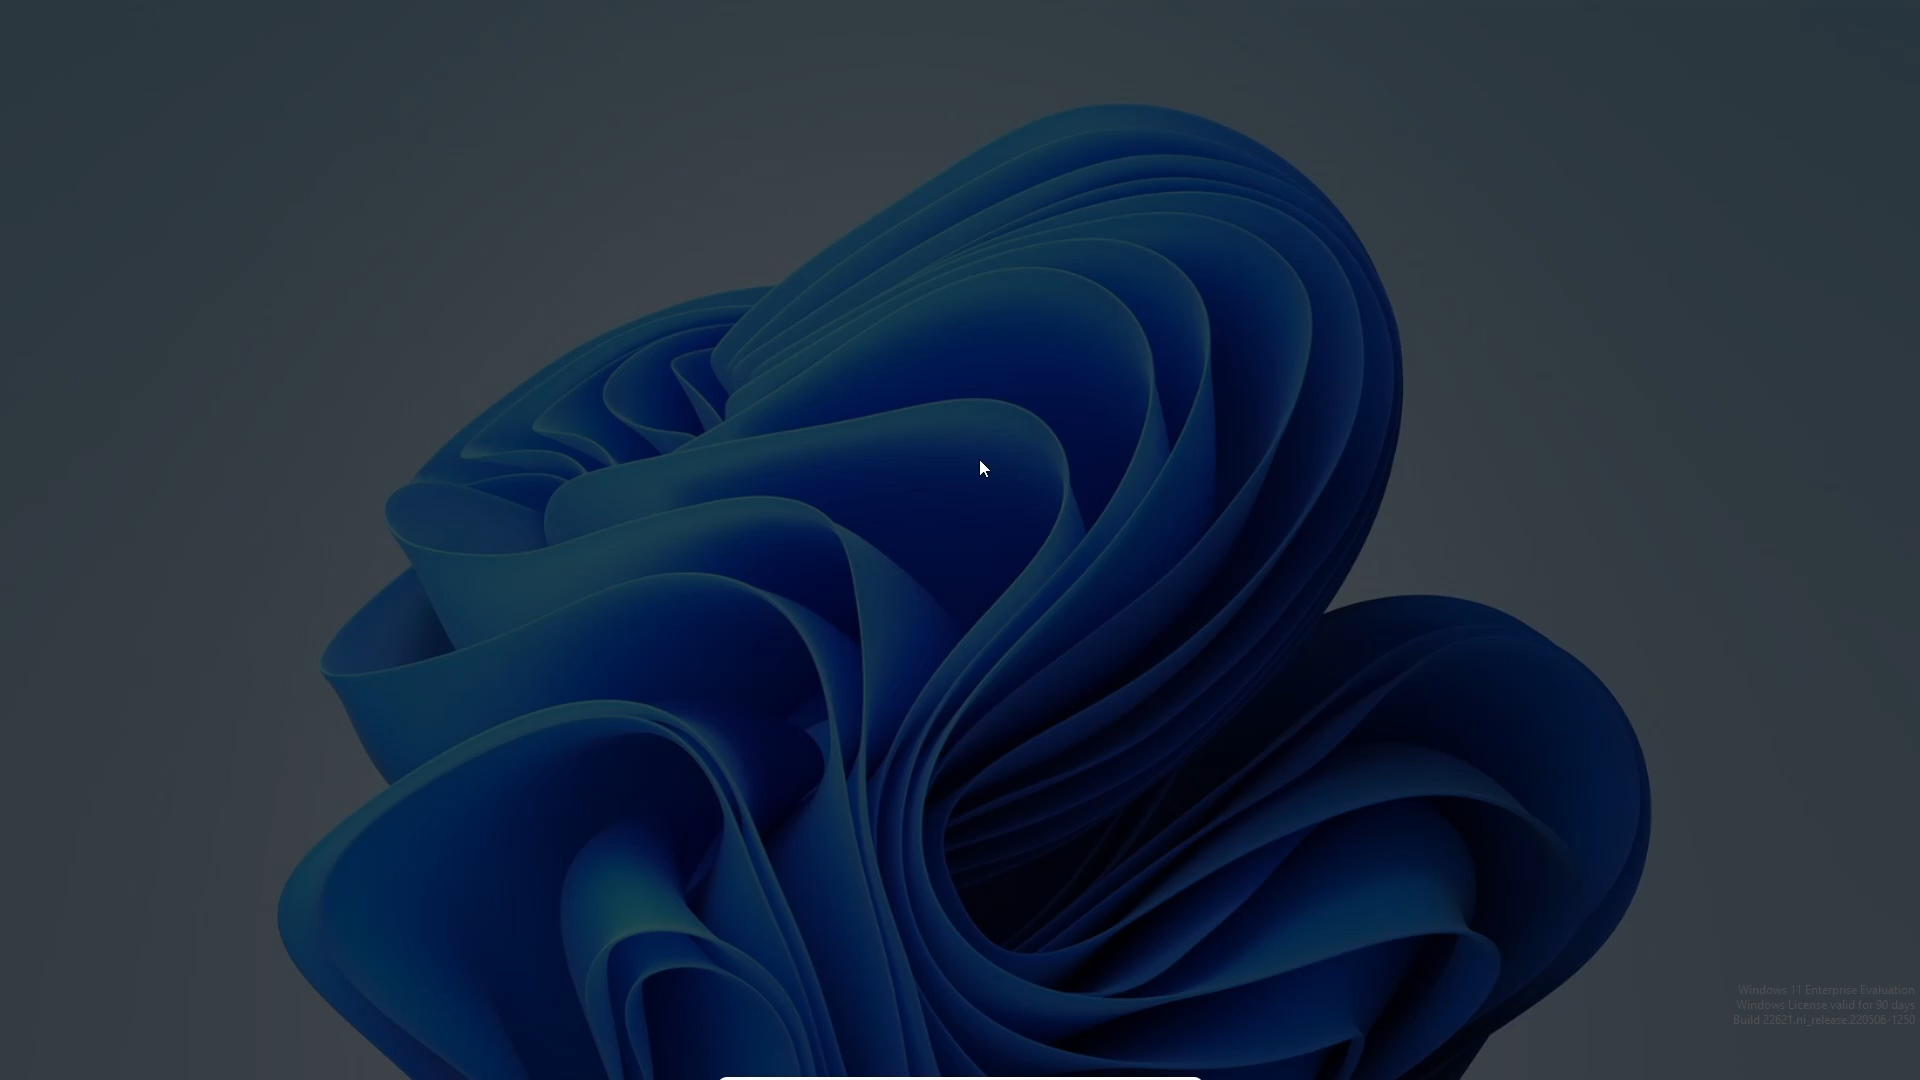 Windows 11 Enterprise Evaluation
Windows License valid for 90 days
Build 22621.ni_release.220506-1250